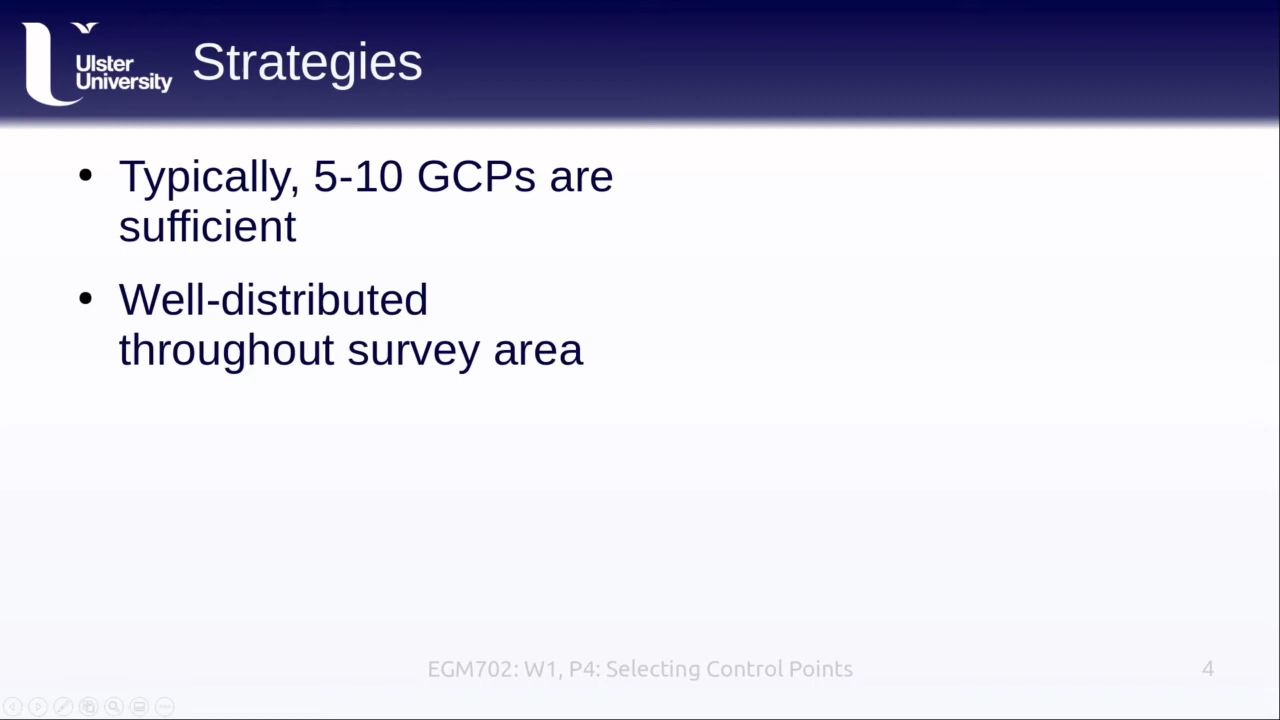 Ulster
University
Strategies
• Typically, 5-10 GCPs are
sufficient
• Well-distributed
throughout survey area
EGM702: W1, P4: Selecting Control Points
4